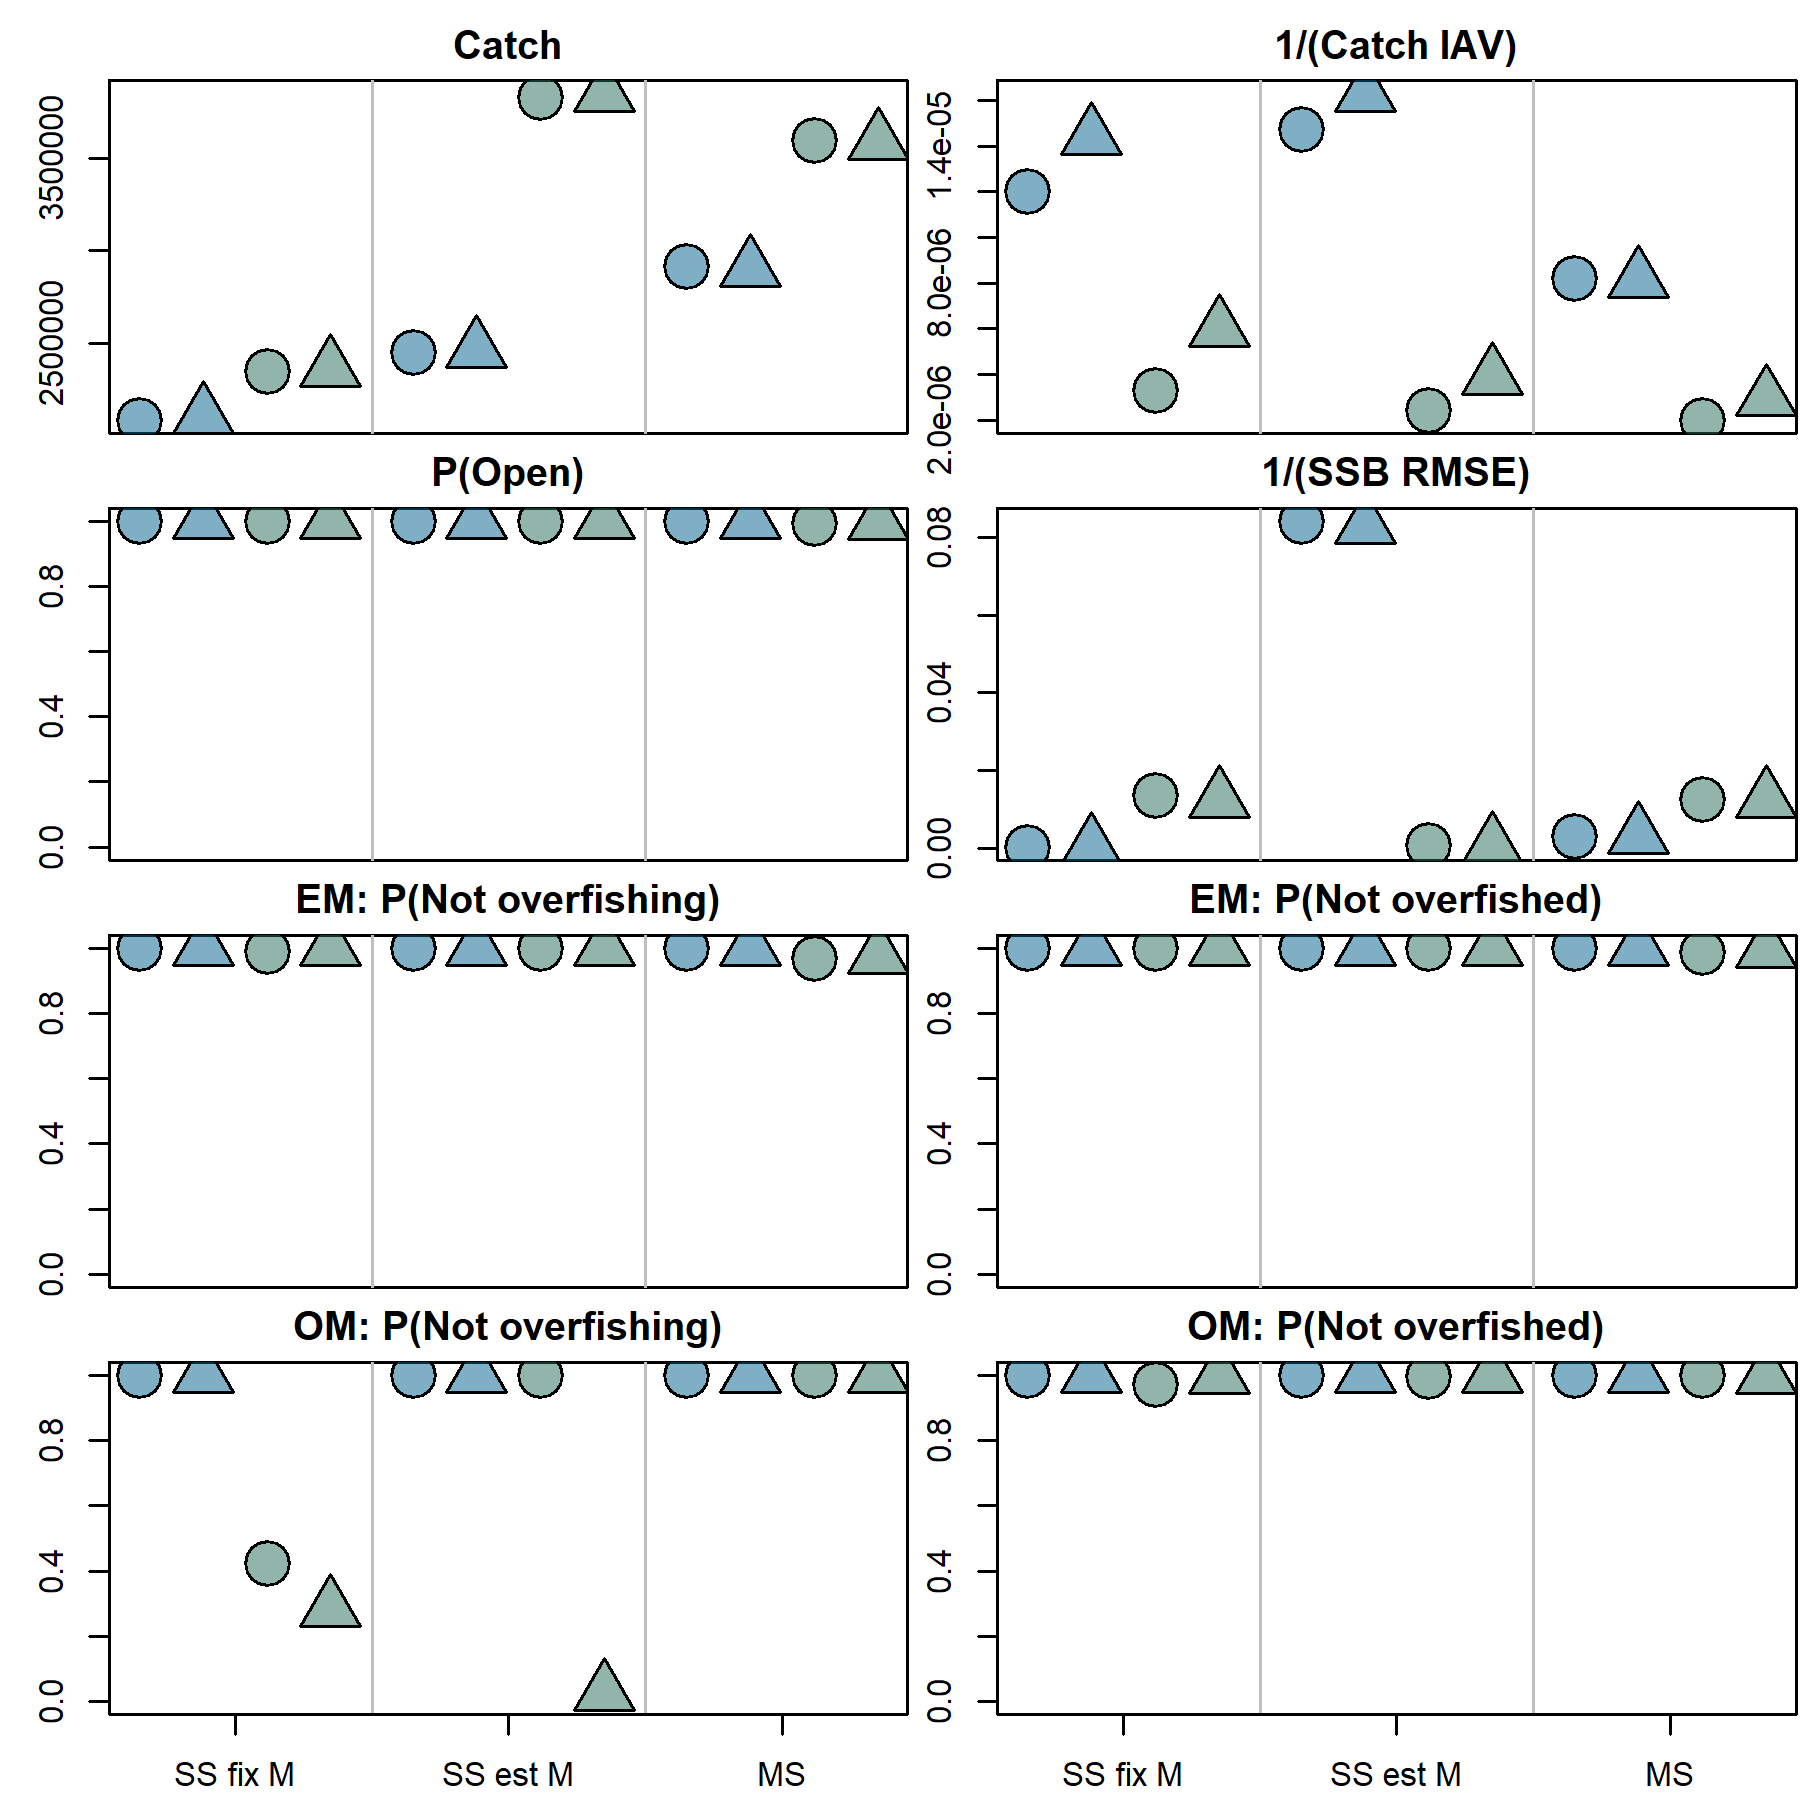 Catch
1/(Catch IAV)
2500000
3500000
2.0e-06
8.0e-06
1.4e-05
P(Open)
1/(SSB RMSE)
0.0
0.4
0.8
0.00
0.04
0.08
EM: P(Not overfishing)
EM: P(Not overfished)
0.0
0.4
0.8
0.0
0.4
0.8
OM: P(Not overfishing)
OM: P(Not overfished)
0.0
0.4
0.8
0.0
0.4
0.8
SS fix M
SS est M
MS
SS fix M
SS est M
MS